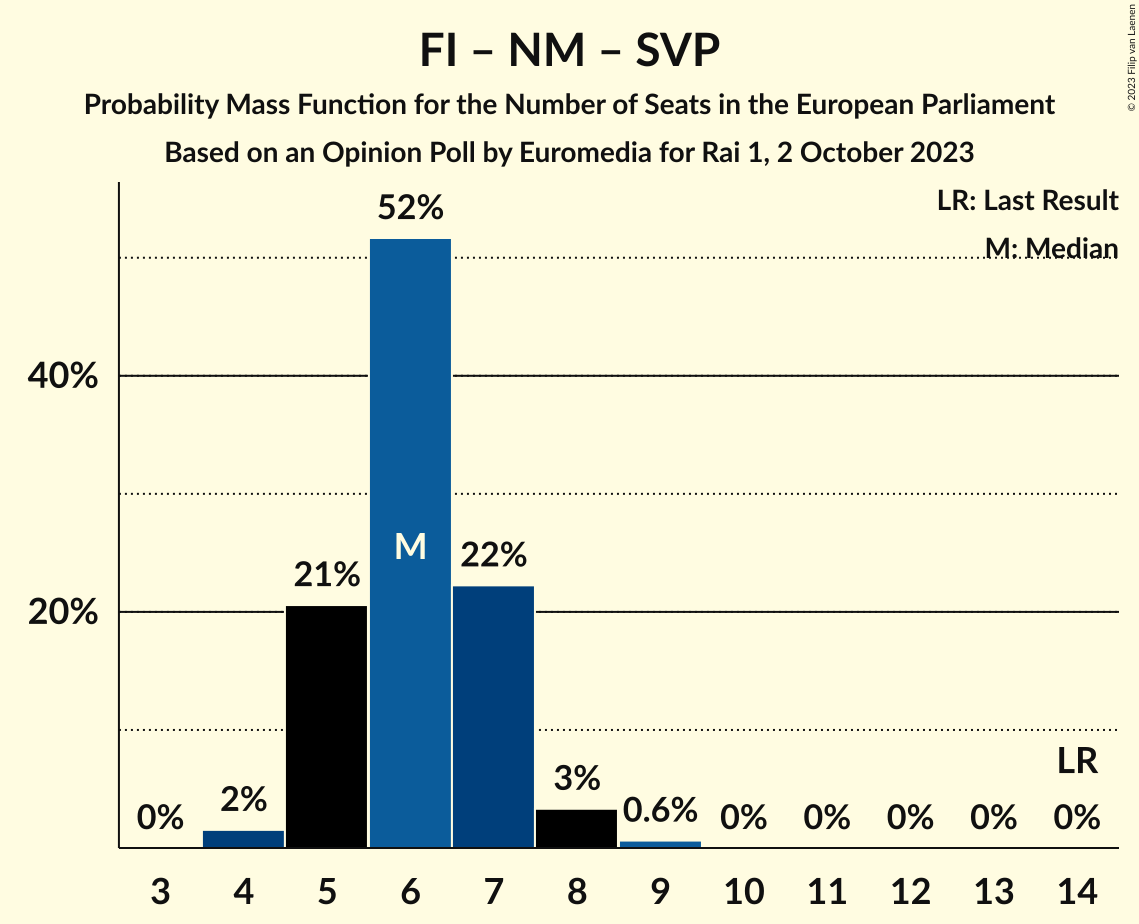 FI – NM – SVP
Probability Mass Function for the Number of Seats in the European Parliament
Based on an Opinion Poll by Euromedia for Rai 1, 2 October 2023
© 2023 Filip van Laenen
LR: Last Result
M: Median
52%
40%
M
22%
21%
20%
LR
3%
2%
0.6%
0% 0% 0% 0% 0% 0%
3 4 5 6 7 8 9 10 11 12 13 14